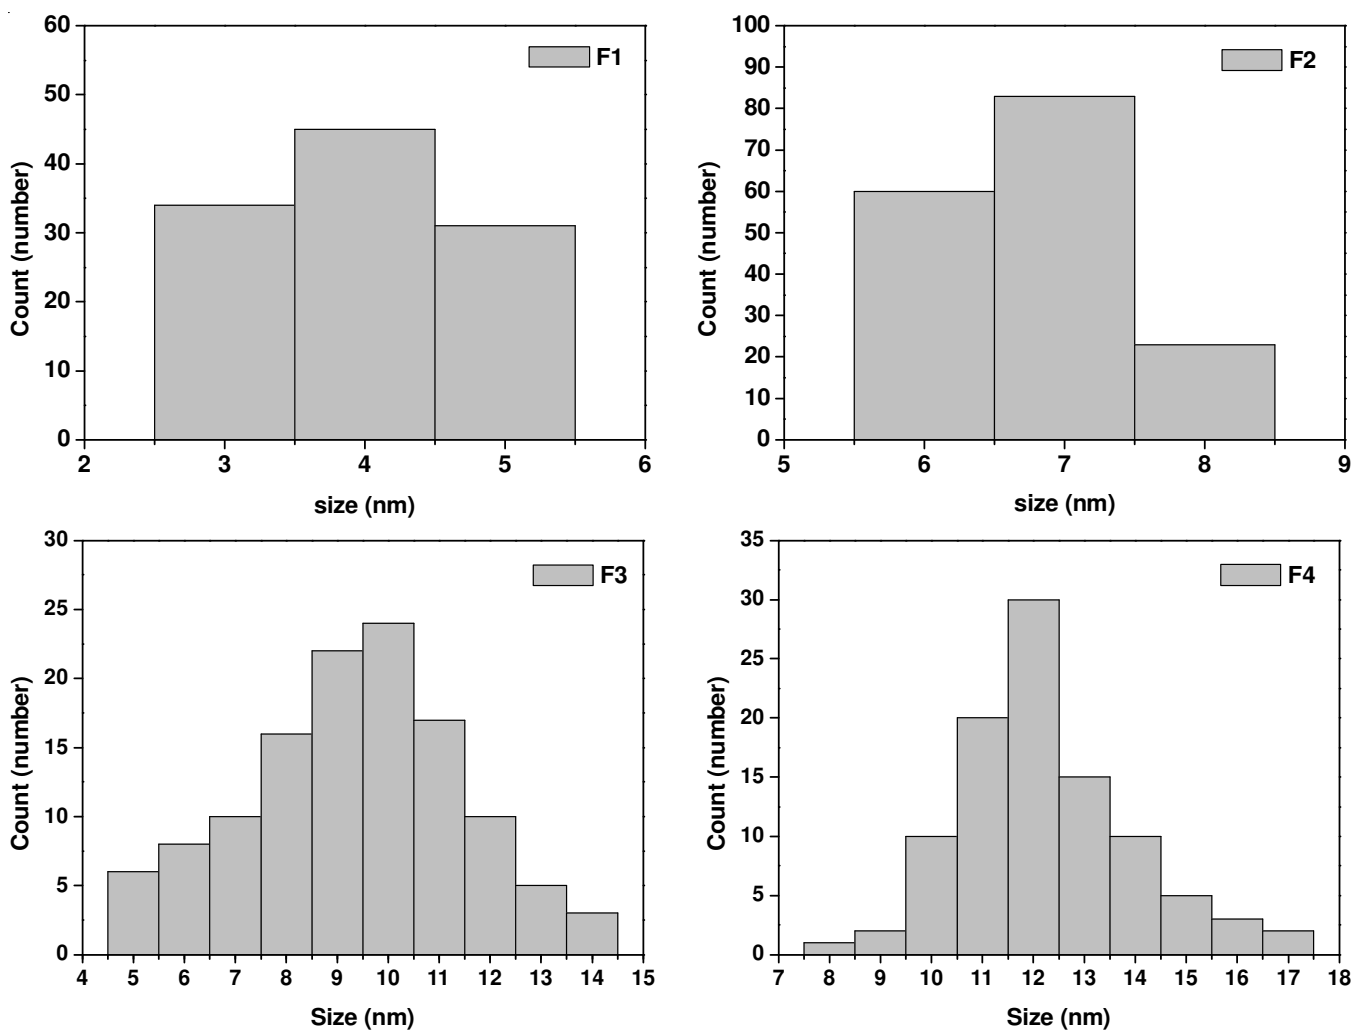 F1
Count (number)
60
50
40
30
20
10
0
2 3 4 5 6
size (nm)
F2
Count (number)
100
90
80
70
60
50
40
30
20
10
0
5 6 7 8 9
size (nm)
F3
Count (number)
30
25
20
15
10
5
0
4 5 6 7 8 9 10 11 12 13 14 15
Size (nm)
F4
Count (number)
35
30
25
20
15
10
5
0
7 8 9 10 11 12 13 14 15 16 17 18
Size (nm)